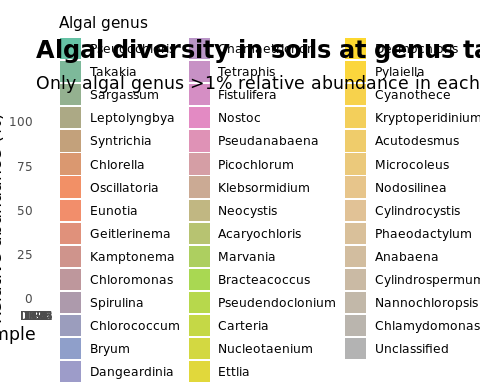 Algal genus
Algal diversity in soils at genus ta
Only algal genus >1% relative abundance in each
Takakia
Sargassum
Leptolyngbya
Syntrichia
Chlorella
Oscillatoria
Eunotia
Geitlerinema
Kamptonema
Chloromonas
Spirulina
Chlorococcum
Bryum
Dangeardinia
Tetraphis
Fistulifera
Nostoc
Pseudanabaena
Picochlorum
Klebsormidium
Neocystis
Acaryochloris
Marvania
Bracteacoccus
Pseudendoclonium
Carteria
Nucleotaenium
Ettlia
Pylaiella
Cyanothece
Kryptoperidinium
Acutodesmus
Microcoleus
Nodosilinea
Cylindrocystis
Phaeodactylum
Anabaena
Cylindrospermum
Nannochloropsis
Chlamydomonas
Unclassified
100
75
50
25
0
mple